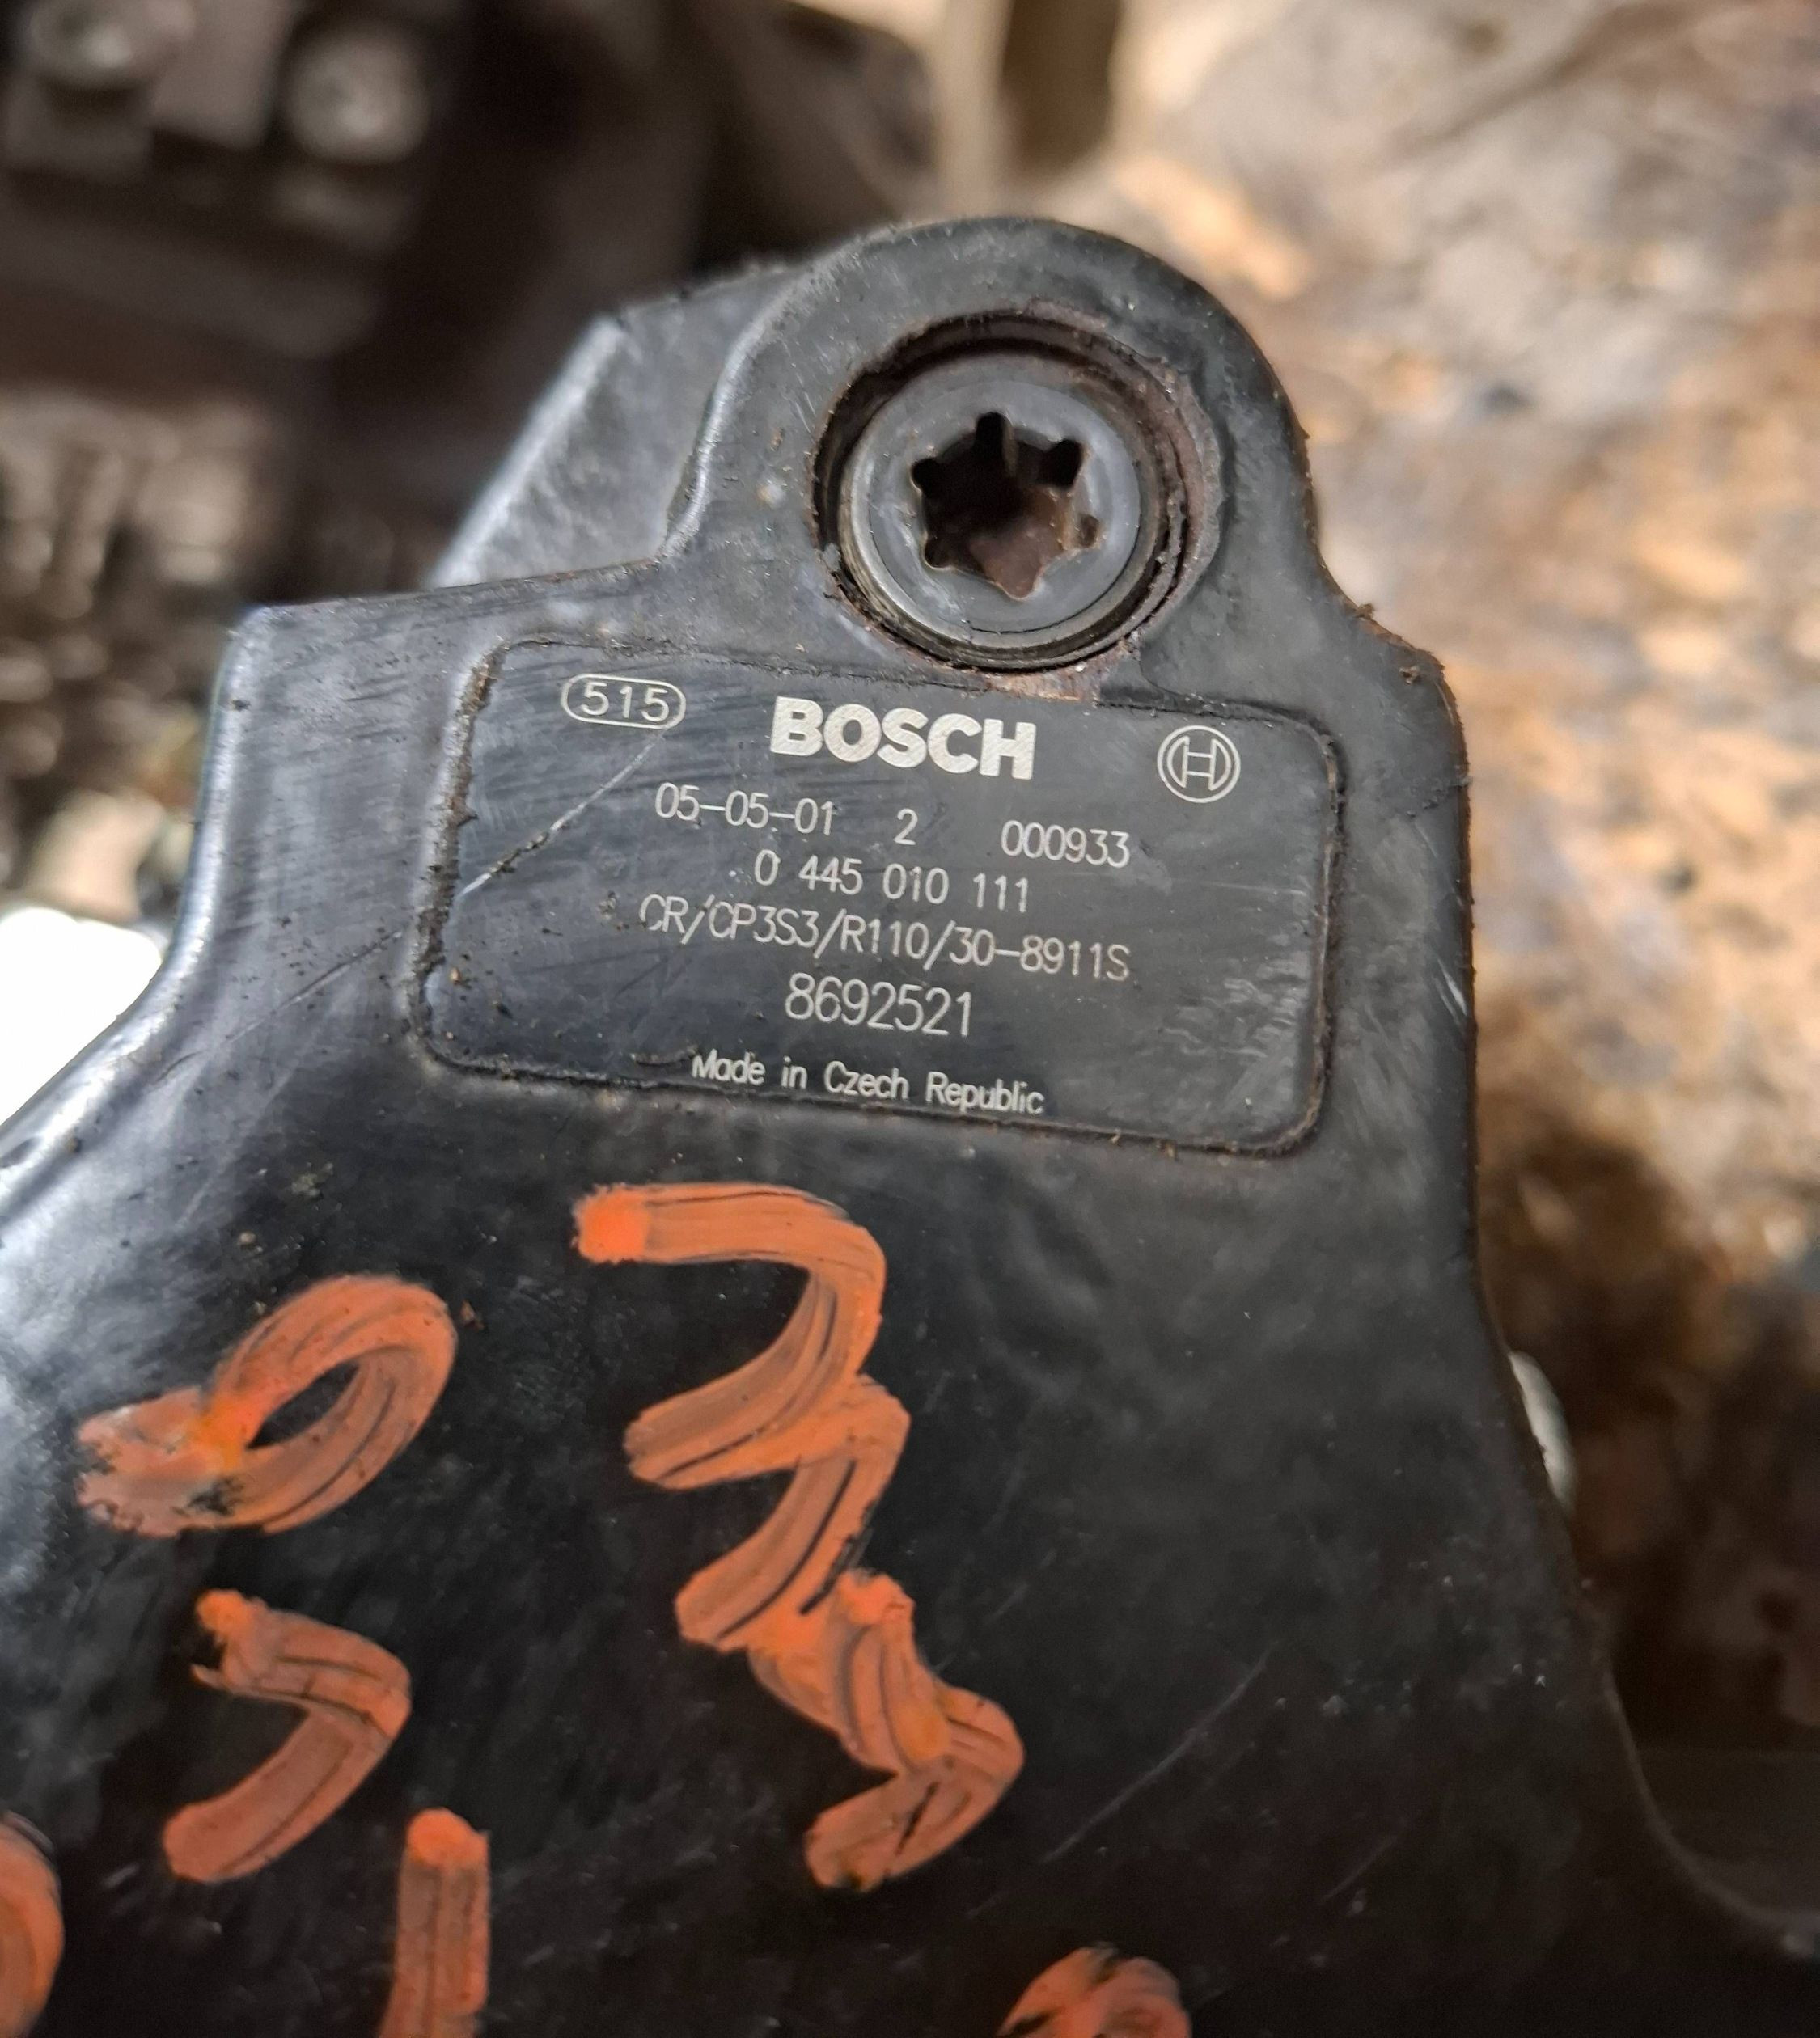 515 BOSCH
05-05-01 2 000933
0 445 010 111
CR/CP3S3/R110/30-8911S
8692521
Made in Czech Republic